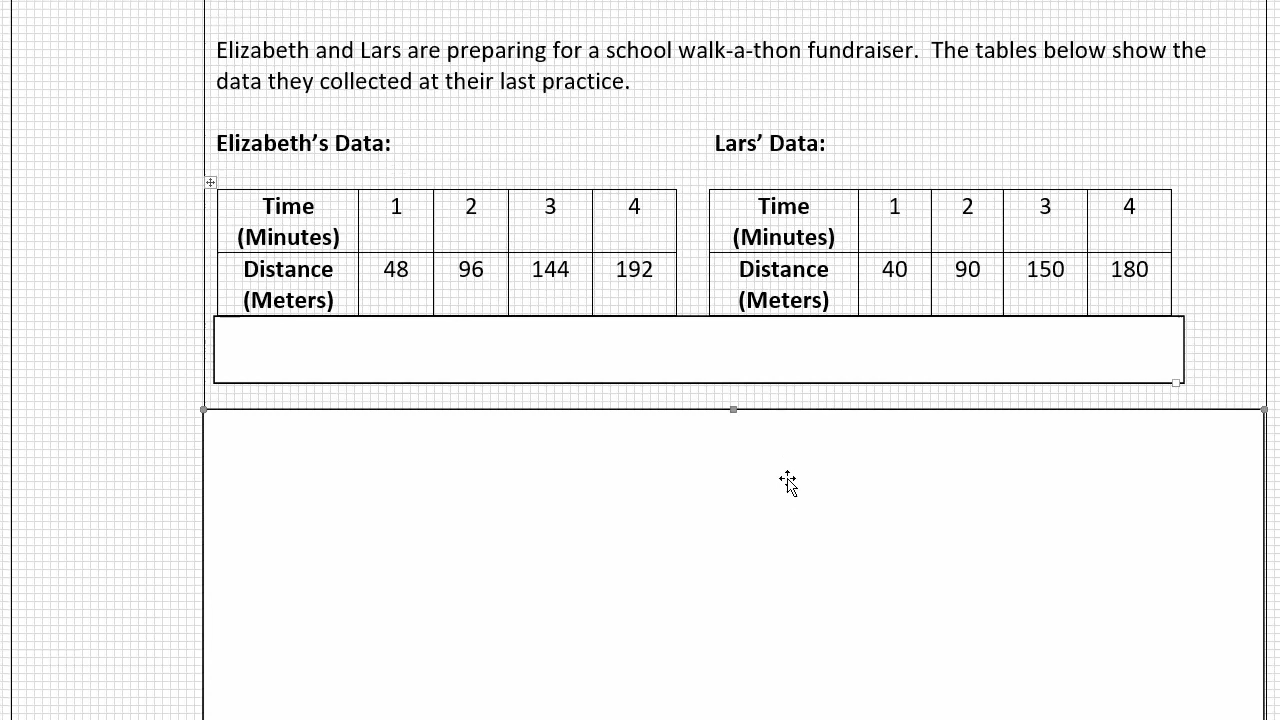 Elizabeth and Lars are preparing for a school walk-a-thon fundraiser.  The tables below show the
data they collected at their last practice.
Elizabeth’s Data:
Lars’ Data:
Time (Minutes) 1 2 3 4
Distance (Meters) 48 96 144 192
Time (Minutes) 1 2 3 4
Distance (Meters) 40 90 150 180